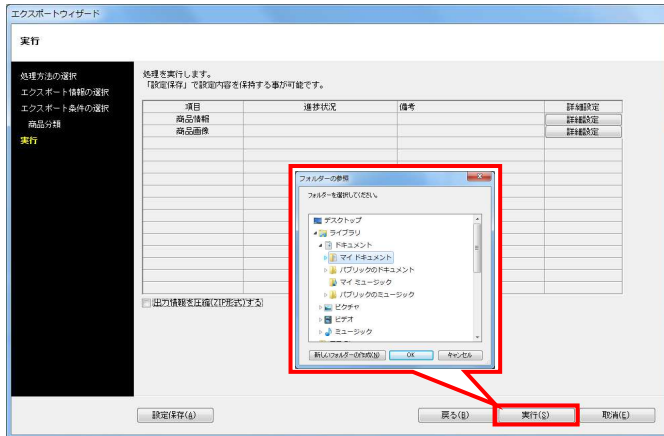 エクスポートウィザード
実行
処理方法の選択
エクスポート情報の選択
エクスポート条件の選択
商品分類
実行
処理を実行します。
「設定保存」で設定内容を保持する事が可能です。
項目 進捗状況 備考 詳細設定
商品情報 詳細設定
商品画像 詳細設定
フォルダーの参照
フォルダーを選択してください。
デスクトップ
ライブラリ
ドキュメント
マイ ドキュメント
パブリックのドキュメント
マイ ミュージック
パブリックのミュージック
ピクチャ
ビデオ
ミュージック
新しいフォルダーの作成(N) OK キャンセル
出力情報を圧縮(ZIP形式)する
設定保存(A) 戻る(B) 実行(S) 取消(E)